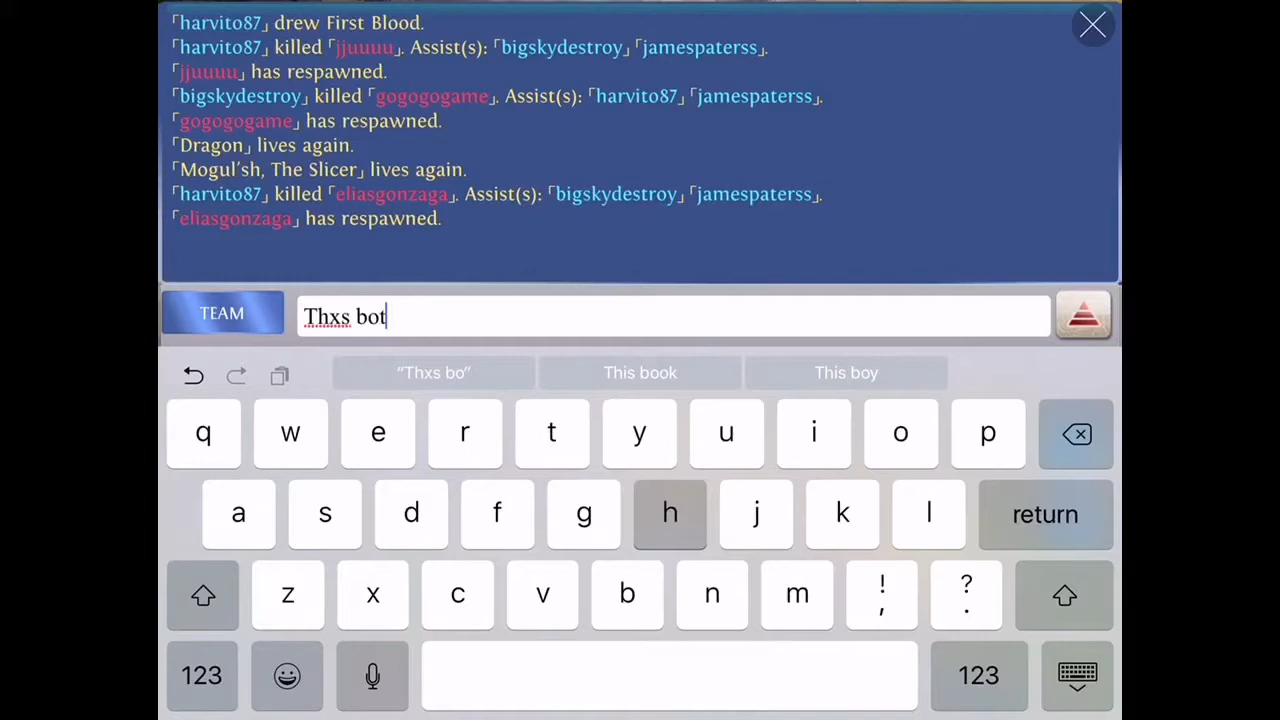 「harvito87」 drew First Blood.
「harvito87」 killed 「jjuuuu」. Assist(s): 「bigskydestroy」「jamespaterss」.
「jjuuuu」 has respawned.
「bigskydestroy」 killed 「gogogogame」. Assist(s): 「harvito87」「jamespaterss」.
「gogogogame」 has respawned.
「Dragon」 lives again.
「Mogul'sh, The Slicer」 lives again.
「harvito87」 killed 「eliasgonzaga」. Assist(s): 「bigskydestroy」「jamespaterss」.
「eliasgonzaga」 has respawned.
TEAM Thxs bot
“Thxs bo” This book This boy
q w e r t y u i o p
a s d f g h j k l return
z x c v b n m ! , ? .
123 123